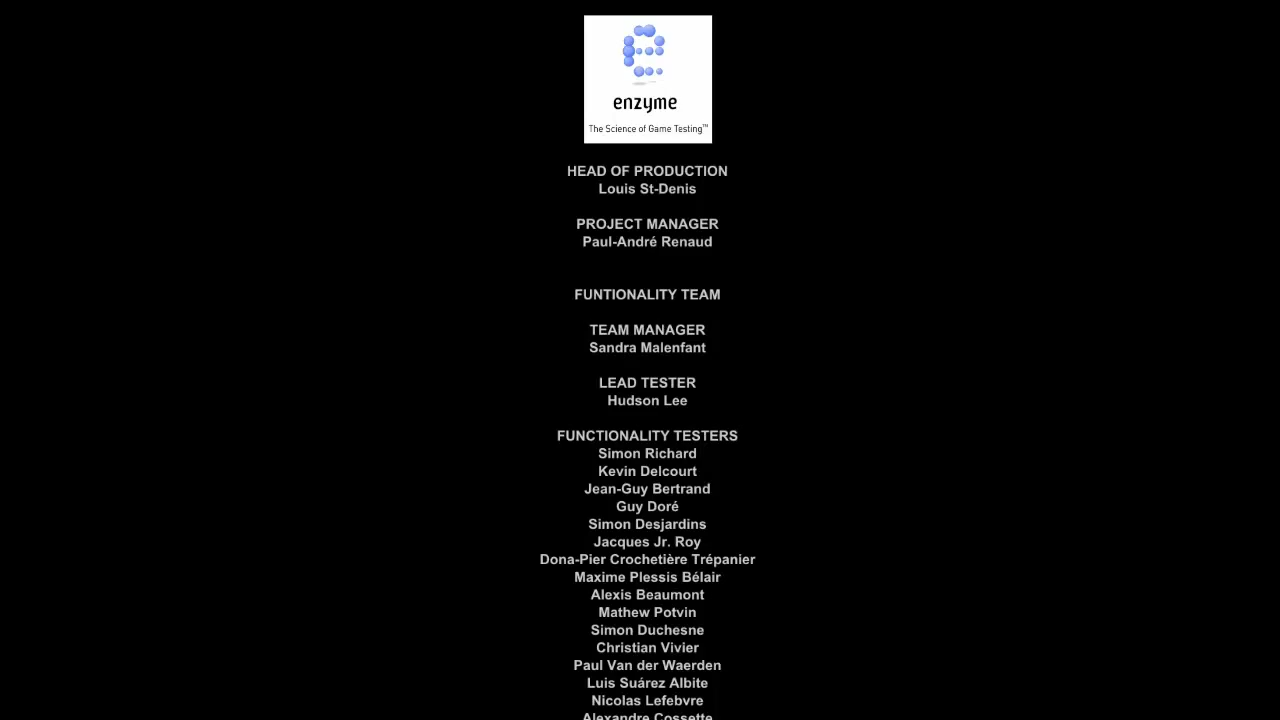 enzyme
The Science of Game Testing™
HEAD OF PRODUCTION
Louis St-Denis
PROJECT MANAGER
Paul-André Renaud
FUNTIONALITY TEAM
TEAM MANAGER
Sandra Malenfant
LEAD TESTER
Hudson Lee
FUNCTIONALITY TESTERS
Simon Richard
Kevin Delcourt
Jean-Guy Bertrand
Guy Doré
Simon Desjardins
Jacques Jr. Roy
Dona-Pier Crochetière Trépanier
Maxime Plessis Bélair
Alexis Beaumont
Mathew Potvin
Simon Duchesne
Christian Vivier
Paul Van der Waerden
Luis Suárez Albite
Nicolas Lefebvre
Alexandre Cossette